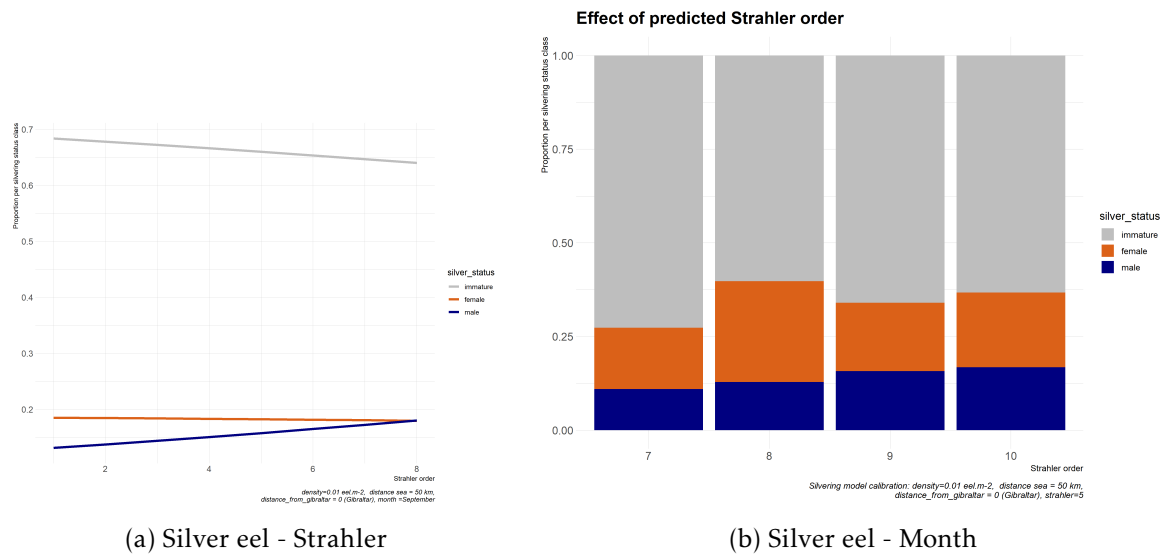 Proportion per silvering status class
0.7
0.6
0.5
0.4
0.3
0.2
2
4
6
8
Strahler order
silver_status
immature
female
male
density=0.01 eel.m-2, distance sea = 50 km,
distance_from_gibraltar = 0 (Gibraltar), month =September
(a) Silver eel - Strahler
Effect of predicted Strahler order
Proportion per silvering status class
1.00
0.75
0.50
0.25
0.00
7
8
9
10
Strahler order
silver_status
immature
female
male
Silvering model calibration: density=0.01 eel.m-2, distance sea = 50 km,
distance_from_gibraltar = 0 (Gibraltar), strahler=5
(b) Silver eel - Month